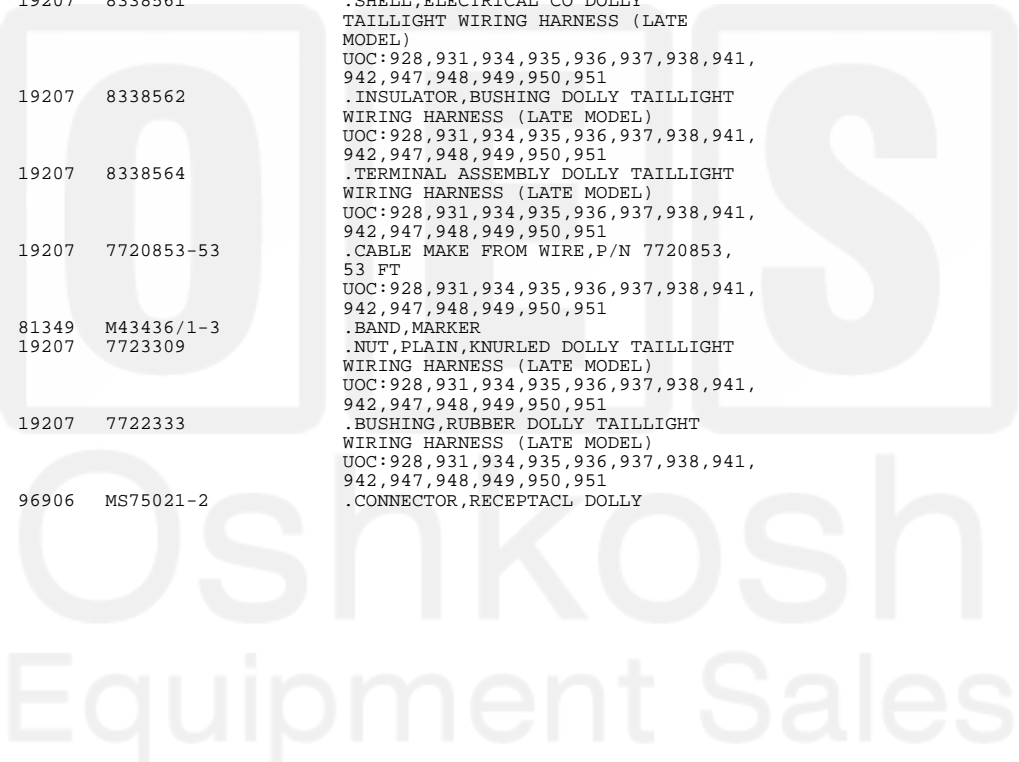 19207 8338561 .SHELL,ELECTRICAL CO DOLLY
TAILLIGHT WIRING HARNESS (LATE
MODEL)
UOC:928,931,934,935,936,937,938,941,
942,947,948,949,950,951
19207 8338562 .INSULATOR,BUSHING DOLLY TAILLIGHT
WIRING HARNESS (LATE MODEL)
UOC:928,931,934,935,936,937,938,941,
942,947,948,949,950,951
19207 8338564 .TERMINAL ASSEMBLY DOLLY TAILLIGHT
WIRING HARNESS (LATE MODEL)
UOC:928,931,934,935,936,937,938,941,
942,947,948,949,950,951
19207 7720853-53 .CABLE MAKE FROM WIRE,P/N 7720853,
53 FT
UOC:928,931,934,935,936,937,938,941,
942,947,948,949,950,951
81349 M43436/1-3 .BAND,MARKER
19207 7723309 .NUT,PLAIN,KNURLED DOLLY TAILLIGHT
WIRING HARNESS (LATE MODEL)
UOC:928,931,934,935,936,937,938,941,
942,947,948,949,950,951
19207 7722333 .BUSHING,RUBBER DOLLY TAILLIGHT
WIRING HARNESS (LATE MODEL)
UOC:928,931,934,935,936,937,938,941,
942,947,948,949,950,951
96906 MS75021-2 .CONNECTOR,RECEPTACL DOLLY
OES
Oshkosh
Equipment Sales